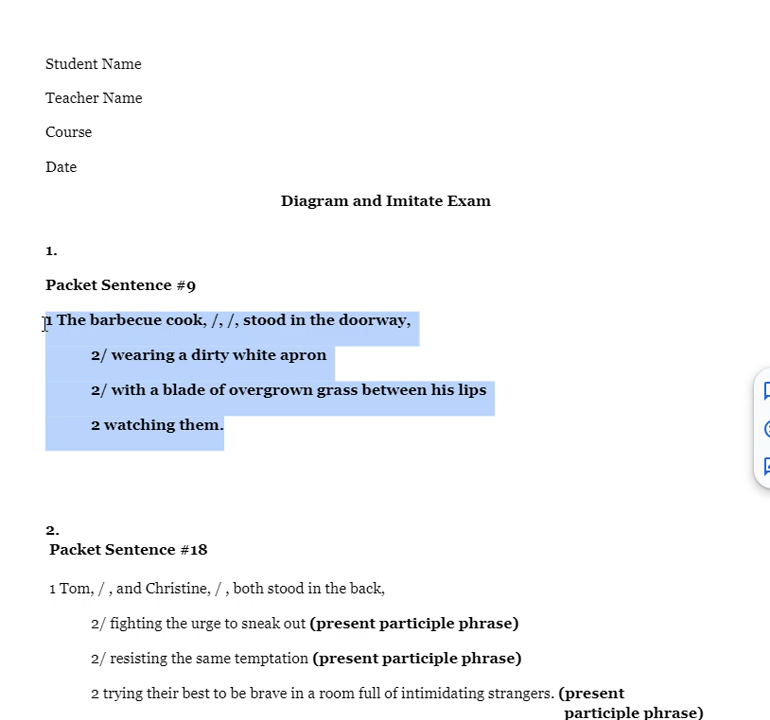 Student Name
Teacher Name
Course
Date
Diagram and Imitate Exam
1.
Packet Sentence #9
1 The barbecue cook, /, /, stood in the doorway,
2/ wearing a dirty white apron
2/ with a blade of overgrown grass between his lips
2 watching them.
2.
Packet Sentence #18
1 Tom, / , and Christine, / , both stood in the back,
2/ fighting the urge to sneak out (present participle phrase)
2/ resisting the same temptation (present participle phrase)
2 trying their best to be brave in a room full of intimidating strangers. (present
participle phrase)